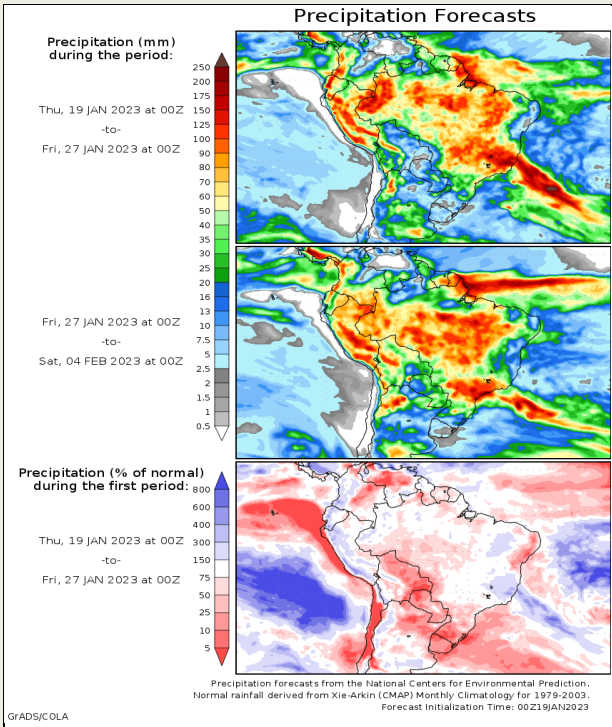 Precipitation Forecasts
Precipitation (mm)
during the period:
250
200
175
150
125
100
90
80
70
60
50
40
35
30
25
20
16
13
10
7.5
5
2.5
2
1.5
1
0.5
Thu, 19 JAN 2023 at 00Z
-to-
Fri, 27 JAN 2023 at 00Z
Fri, 27 JAN 2023 at 00Z
-to-
Sat, 04 FEB 2023 at 00Z
Precipitation (% of normal)
during the first period:
800
600
400
300
150
75
50
25
10
5
Thu, 19 JAN 2023 at 00Z
-to-
Fri, 27 JAN 2023 at 00Z
Precipitation forecasts from the National Centers for Environmental Prediction.
Normal rainfall derived from Xie-Arkin (CMAP) Monthly Climatology for 1979-2003.
Forecast Initialization Time: 00Z19JAN2023
GrADS/COLA